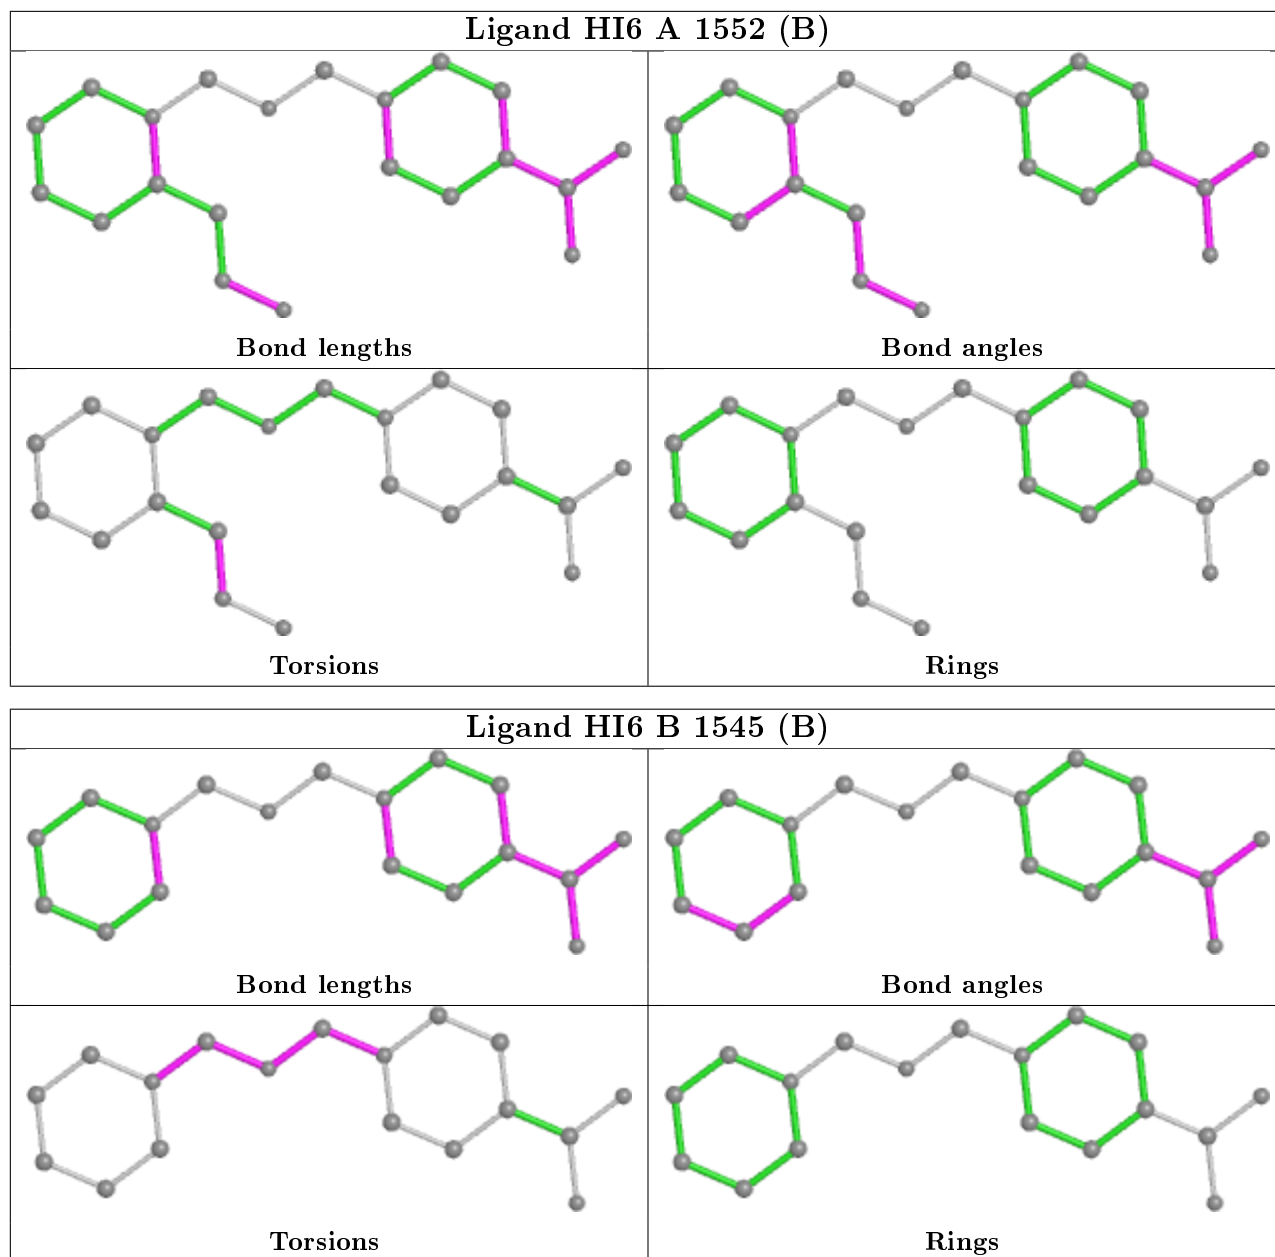 Ligand HI6 A 1552 (B)
Bond lengths
Bond angles
Torsions
Rings
Ligand HI6 B 1545 (B)
Bond lengths
Bond angles
Torsions
Rings